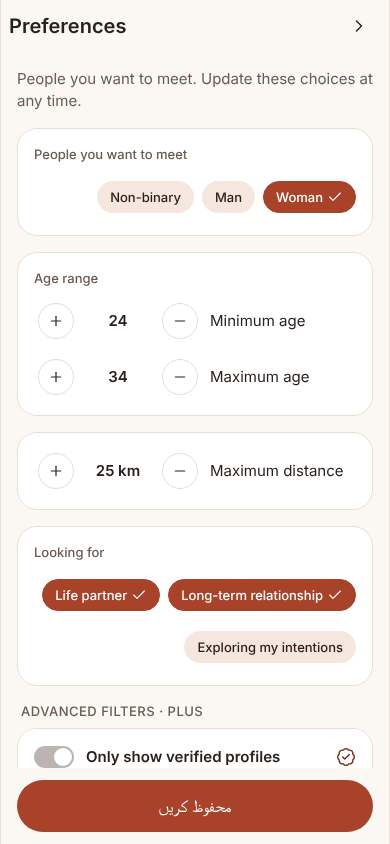 Preferences
People you want to meet. Update these choices at
any time.
People you want to meet
Non-binary Man Woman
Age range
+ 24 − Minimum age
+ 34 − Maximum age
+ 25 km − Maximum distance
Looking for
Life partner Long-term relationship
Exploring my intentions
ADVANCED FILTERS · PLUS
Only show verified profiles
محفوظ کریں